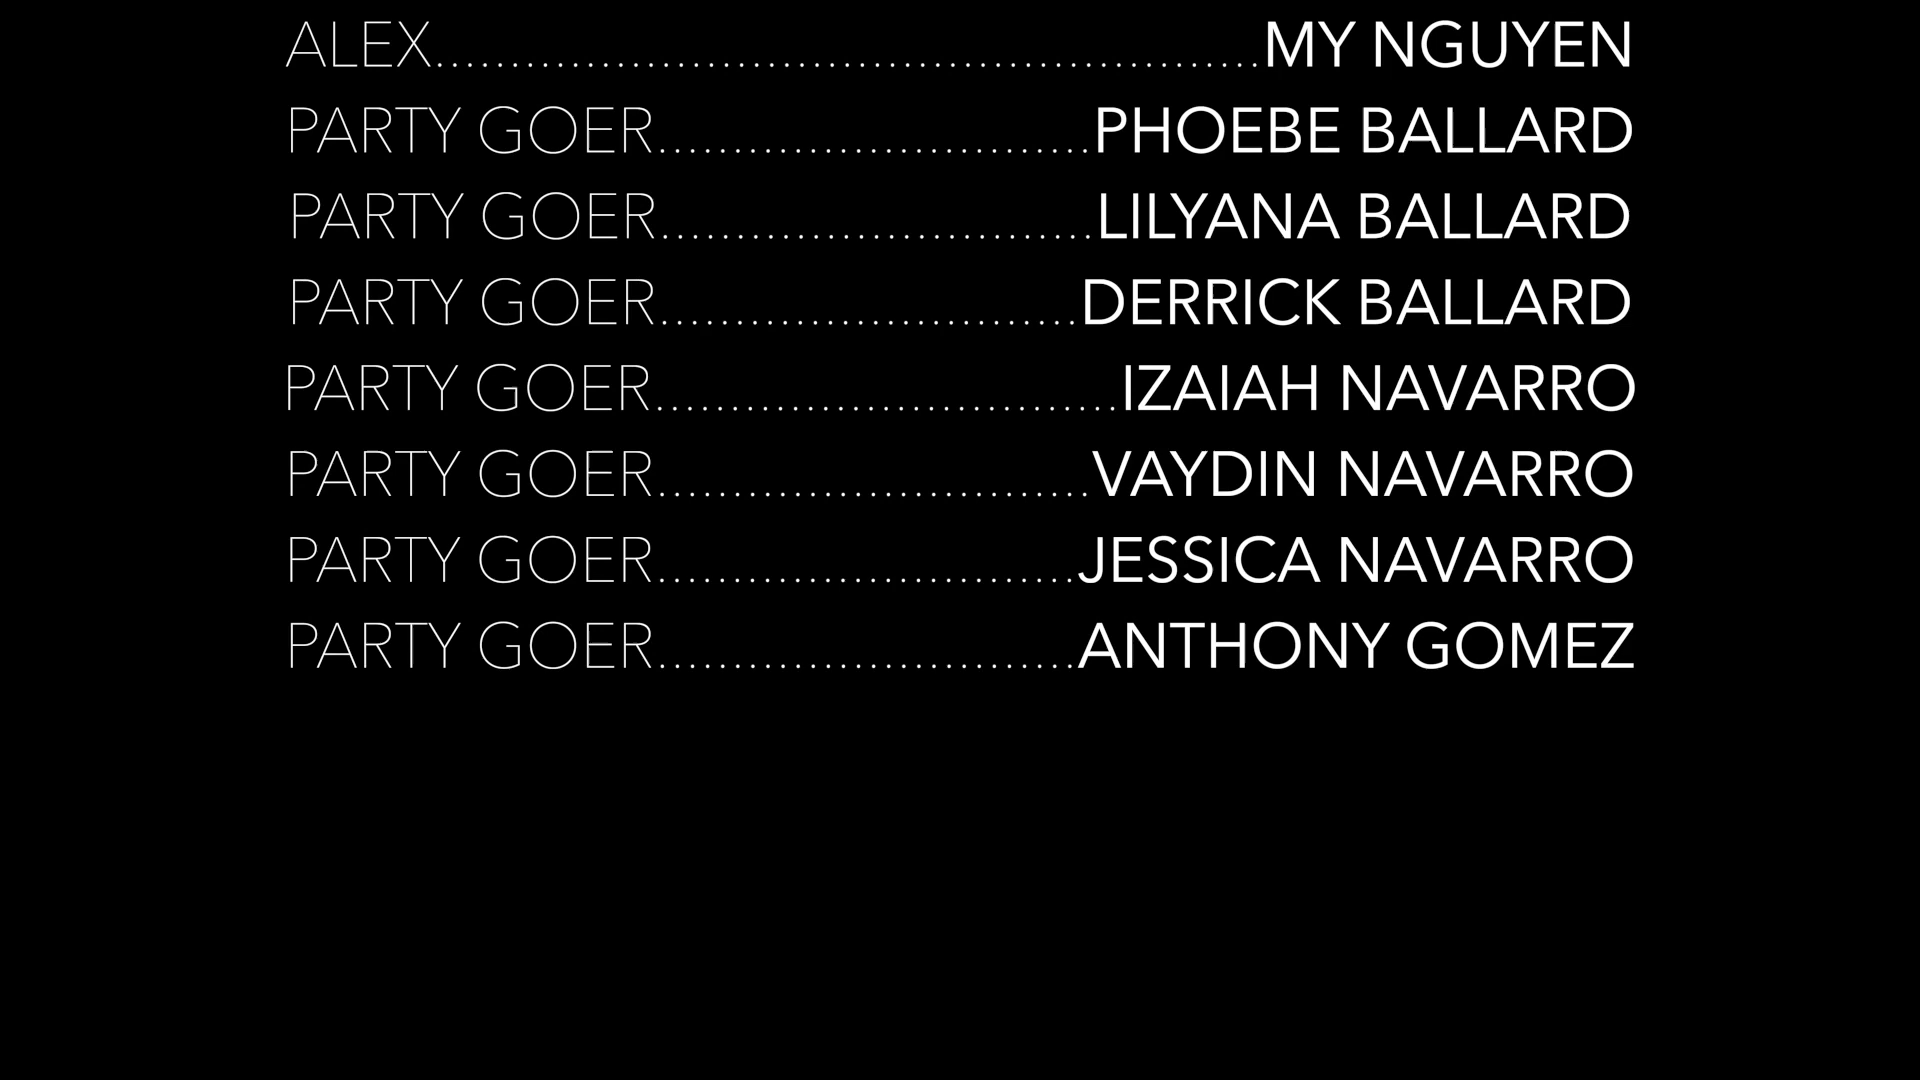 ALEX.......................................................MY NGUYEN
PARTY GOER.............................PHOEBE BALLARD
PARTY GOER.............................LILYANA BALLARD
PARTY GOER............................DERRICK BALLARD
PARTY GOER...............................IZAIAH NAVARRO
PARTY GOER.............................VAYDIN NAVARRO
PARTY GOER............................JESSICA NAVARRO
PARTY GOER............................ANTHONY GOMEZ